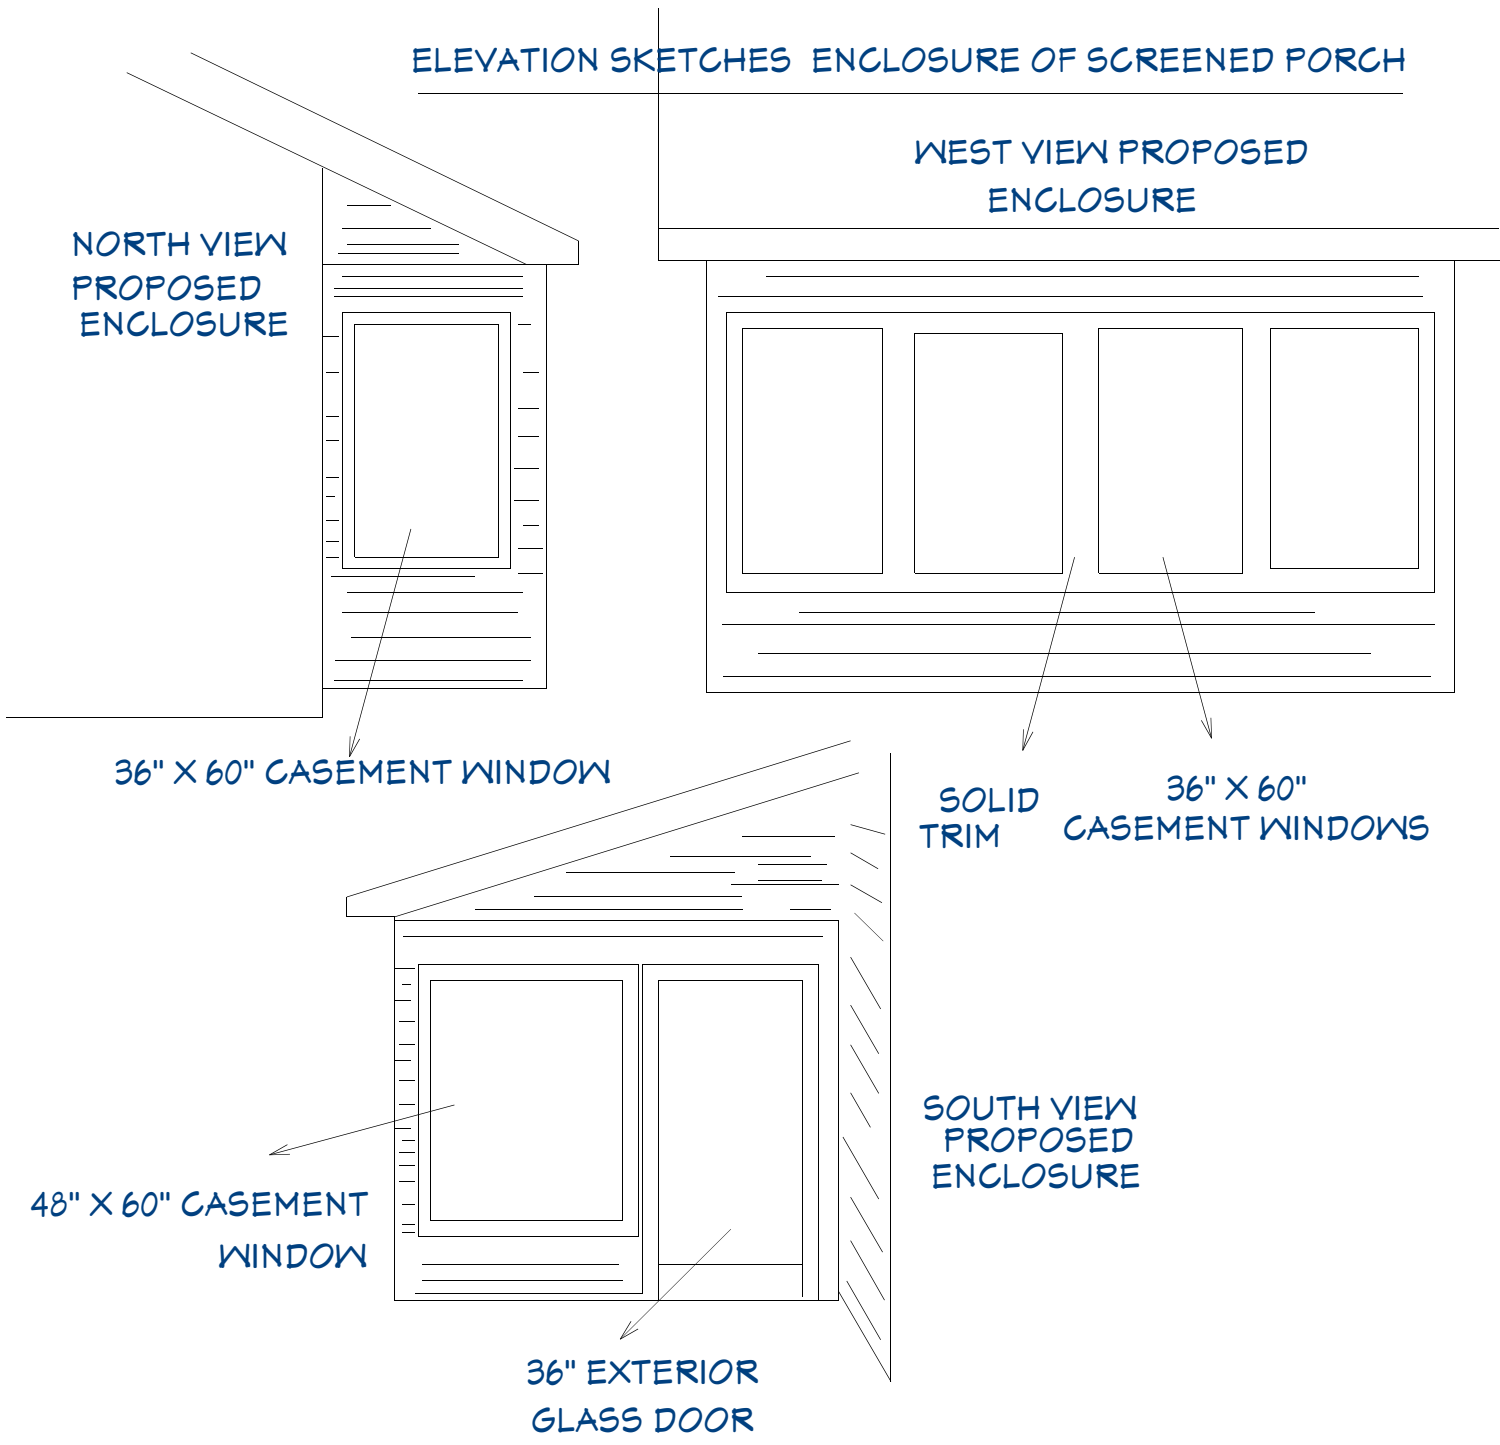 ELEVATION SKETCHES ENCLOSURE OF SCREENED PORCH
WEST VIEW PROPOSED
ENCLOSURE
NORTH VIEW
PROPOSED
ENCLOSURE
36" X 60" CASEMENT WINDOW
SOLID
TRIM
36" X 60"
CASEMENT WINDOWS
SOUTH VIEW
PROPOSED
ENCLOSURE
48" X 60" CASEMENT
WINDOW
36" EXTERIOR
GLASS DOOR